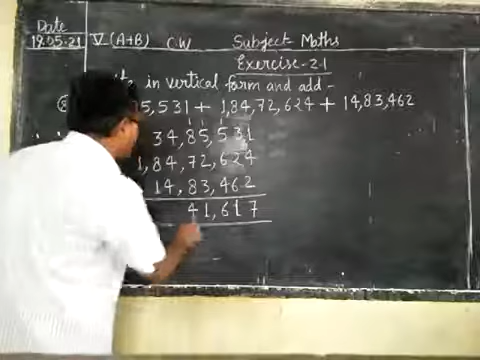 Date
19.05.21 V (A+B) C.W Subject- Maths
Exercise-2.1
in vertical form and add-
5,531 + 1,84,72,624 + 14,83,462
34,85,531
1,84,72,624
14,83,462
41,617